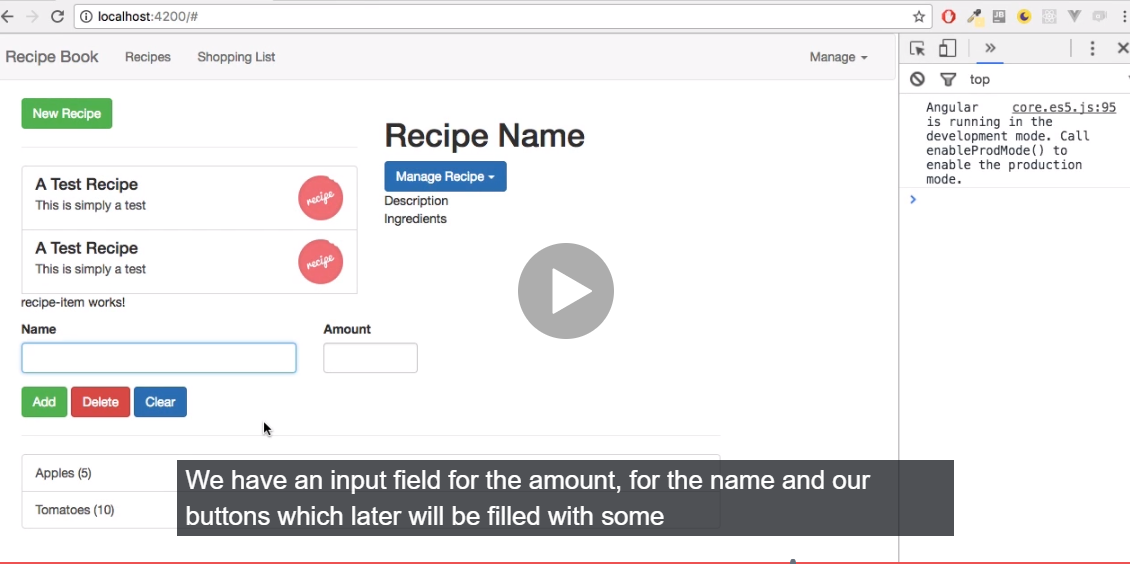 localhost:4200/#
Recipe Book Recipes Shopping List Manage
New Recipe
A Test Recipe
This is simply a test
recipe
A Test Recipe
This is simply a test
recipe
recipe-item works!
Name Amount
Add Delete Clear
Apples (5)
Tomatoes (10)
Recipe Name
Manage Recipe
Description
Ingredients
top
Angular core.es5.js:95
is running in the
development mode. Call
enableProdMode() to
enable the production
mode.
We have an input field for the amount, for the name and our
buttons which later will be filled with some